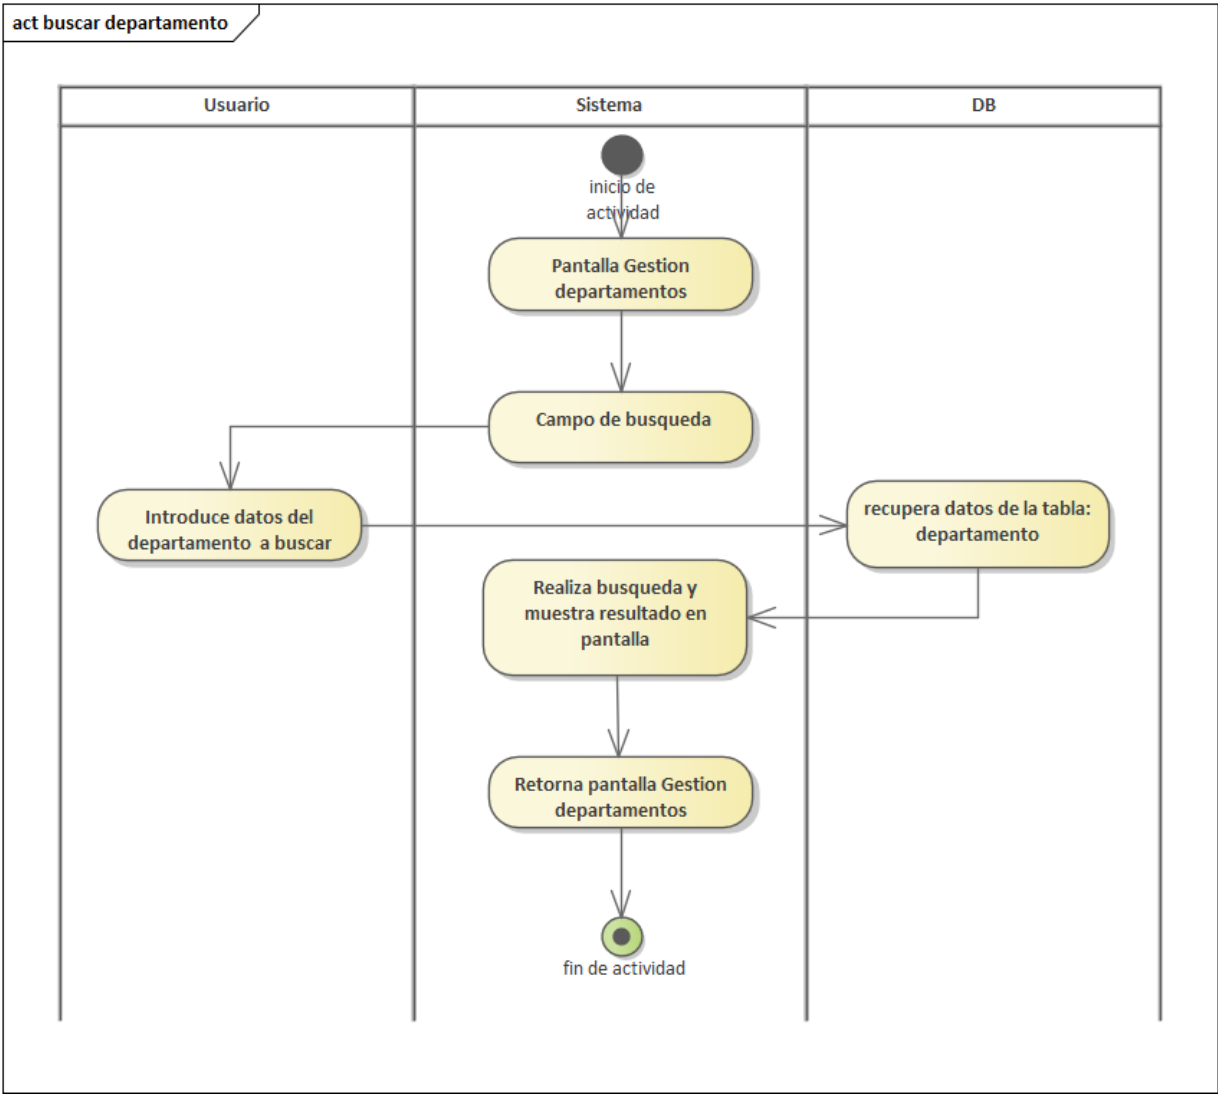 act buscar departamento
Usuario
Sistema
DB
inicio de
actividad
Pantalla Gestion
departamentos
Campo de busqueda
Introduce datos del
departamento a buscar
recupera datos de la tabla:
departamento
Realiza busqueda y
muestra resultado en
pantalla
Retorna pantalla Gestion
departamentos
fin de actividad